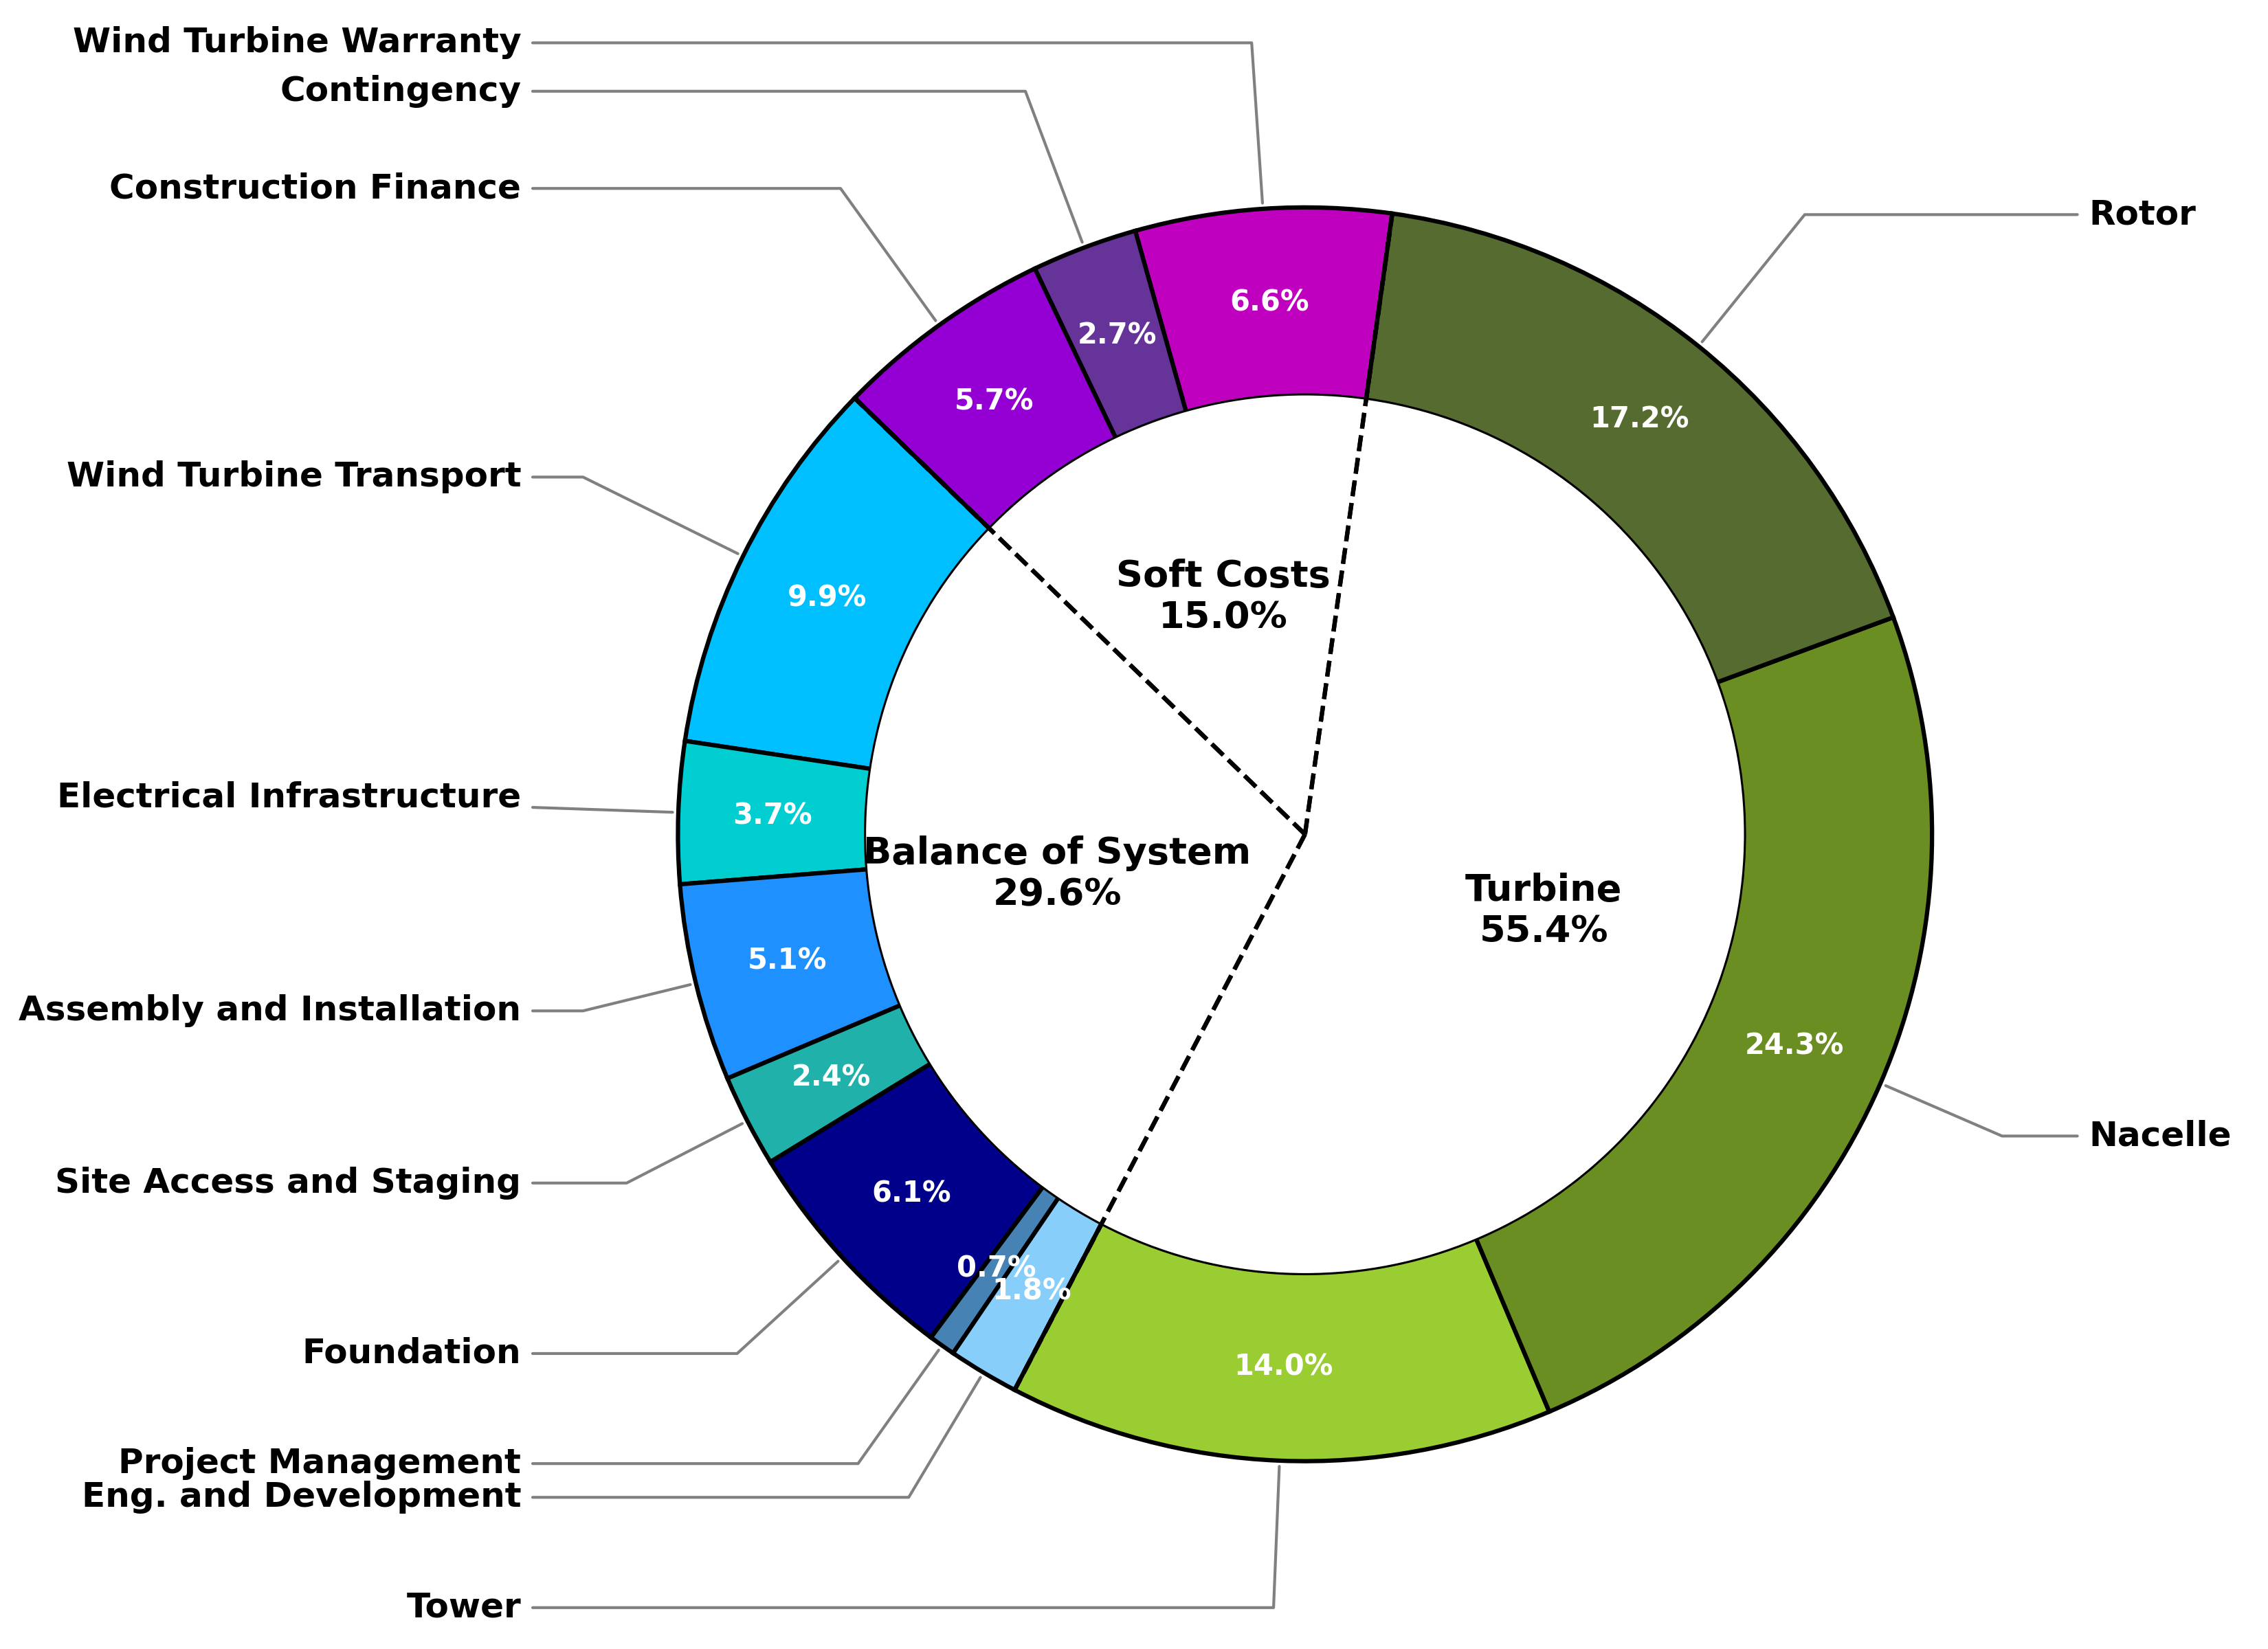 Wind Turbine Warranty
Contingency
Construction Finance
Rotor
6.6%
2.7%
5.7%
17.2%
Wind Turbine Transport
9.9%
Soft Costs
15.0%
Electrical Infrastructure
3.7%
Balance of System
29.6%
Turbine
55.4%
5.1%
Assembly and Installation
24.3%
2.4%
Nacelle
Site Access and Staging
6.1%
0.7%
1.8%
Foundation
14.0%
Project Management
Eng. and Development
Tower